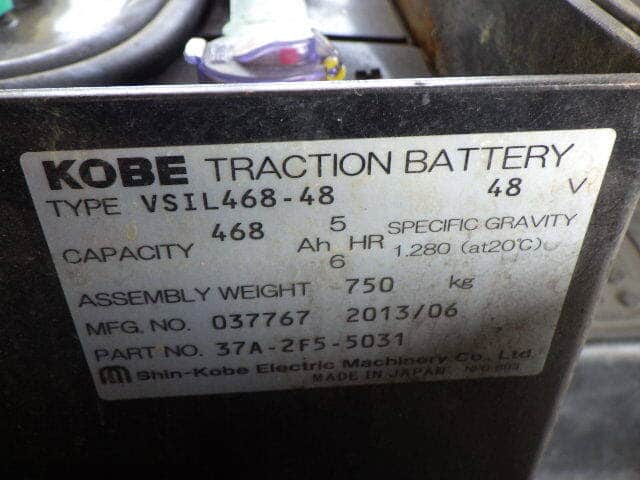 KOBE TRACTION BATTERY
TYPE VSIL468-48 48 V
CAPACITY 468 Ah 5 HR 6 SPECIFIC GRAVITY 1.280 (at20℃)
ASSEMBLY WEIGHT 750 kg
MFG. NO. 037767 2013/06
PART NO. 37A-2F5-5031
Shin-Kobe Electric Machinery Co., Ltd.
MADE IN JAPAN